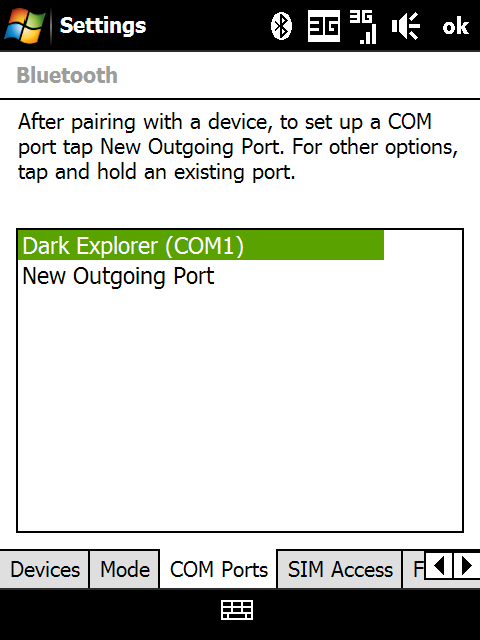 Settings
3G
3G
ok
Bluetooth
After pairing with a device, to set up a COM
port tap New Outgoing Port. For other options,
tap and hold an existing port.
Dark Explorer (COM1)
New Outgoing Port
Devices
Mode
COM Ports
SIM Access
F